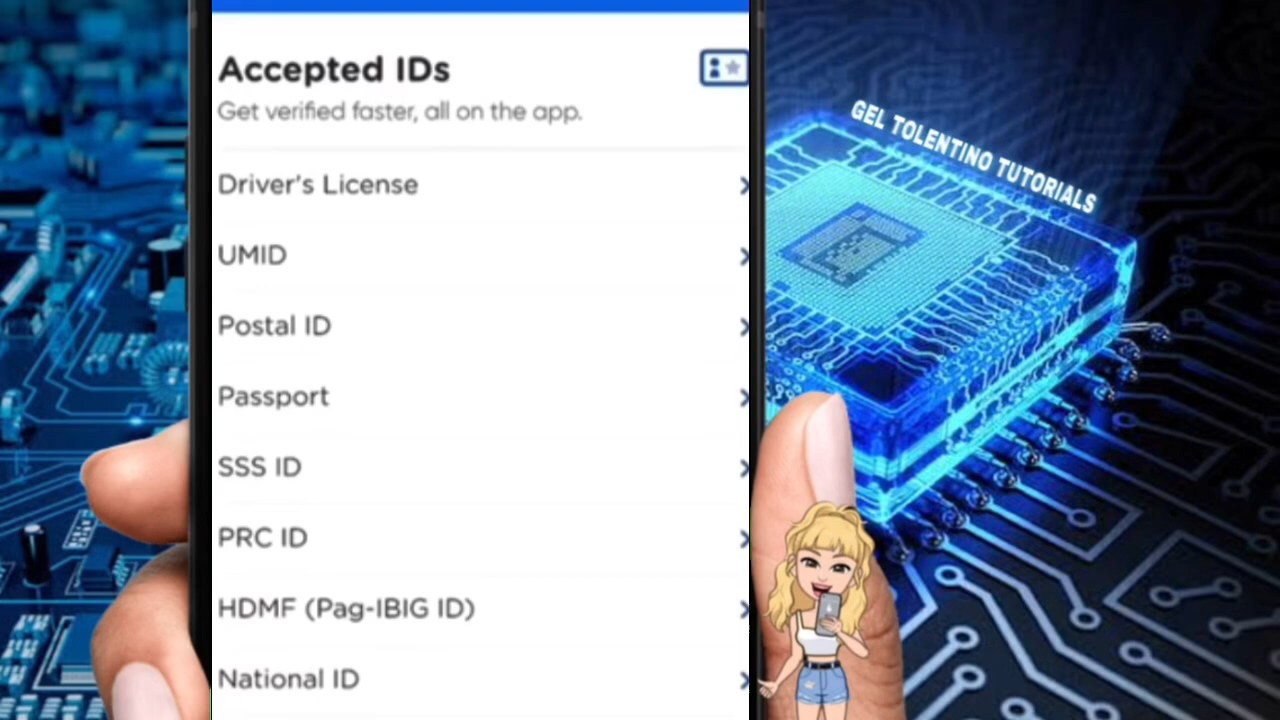 Accepted IDs
Get verified faster, all on the app.
Driver's License
UMID
Postal ID
Passport
SSS ID
PRC ID
HDMF (Pag-IBIG ID)
National ID
GEL TOLENTINO TUTORIALS